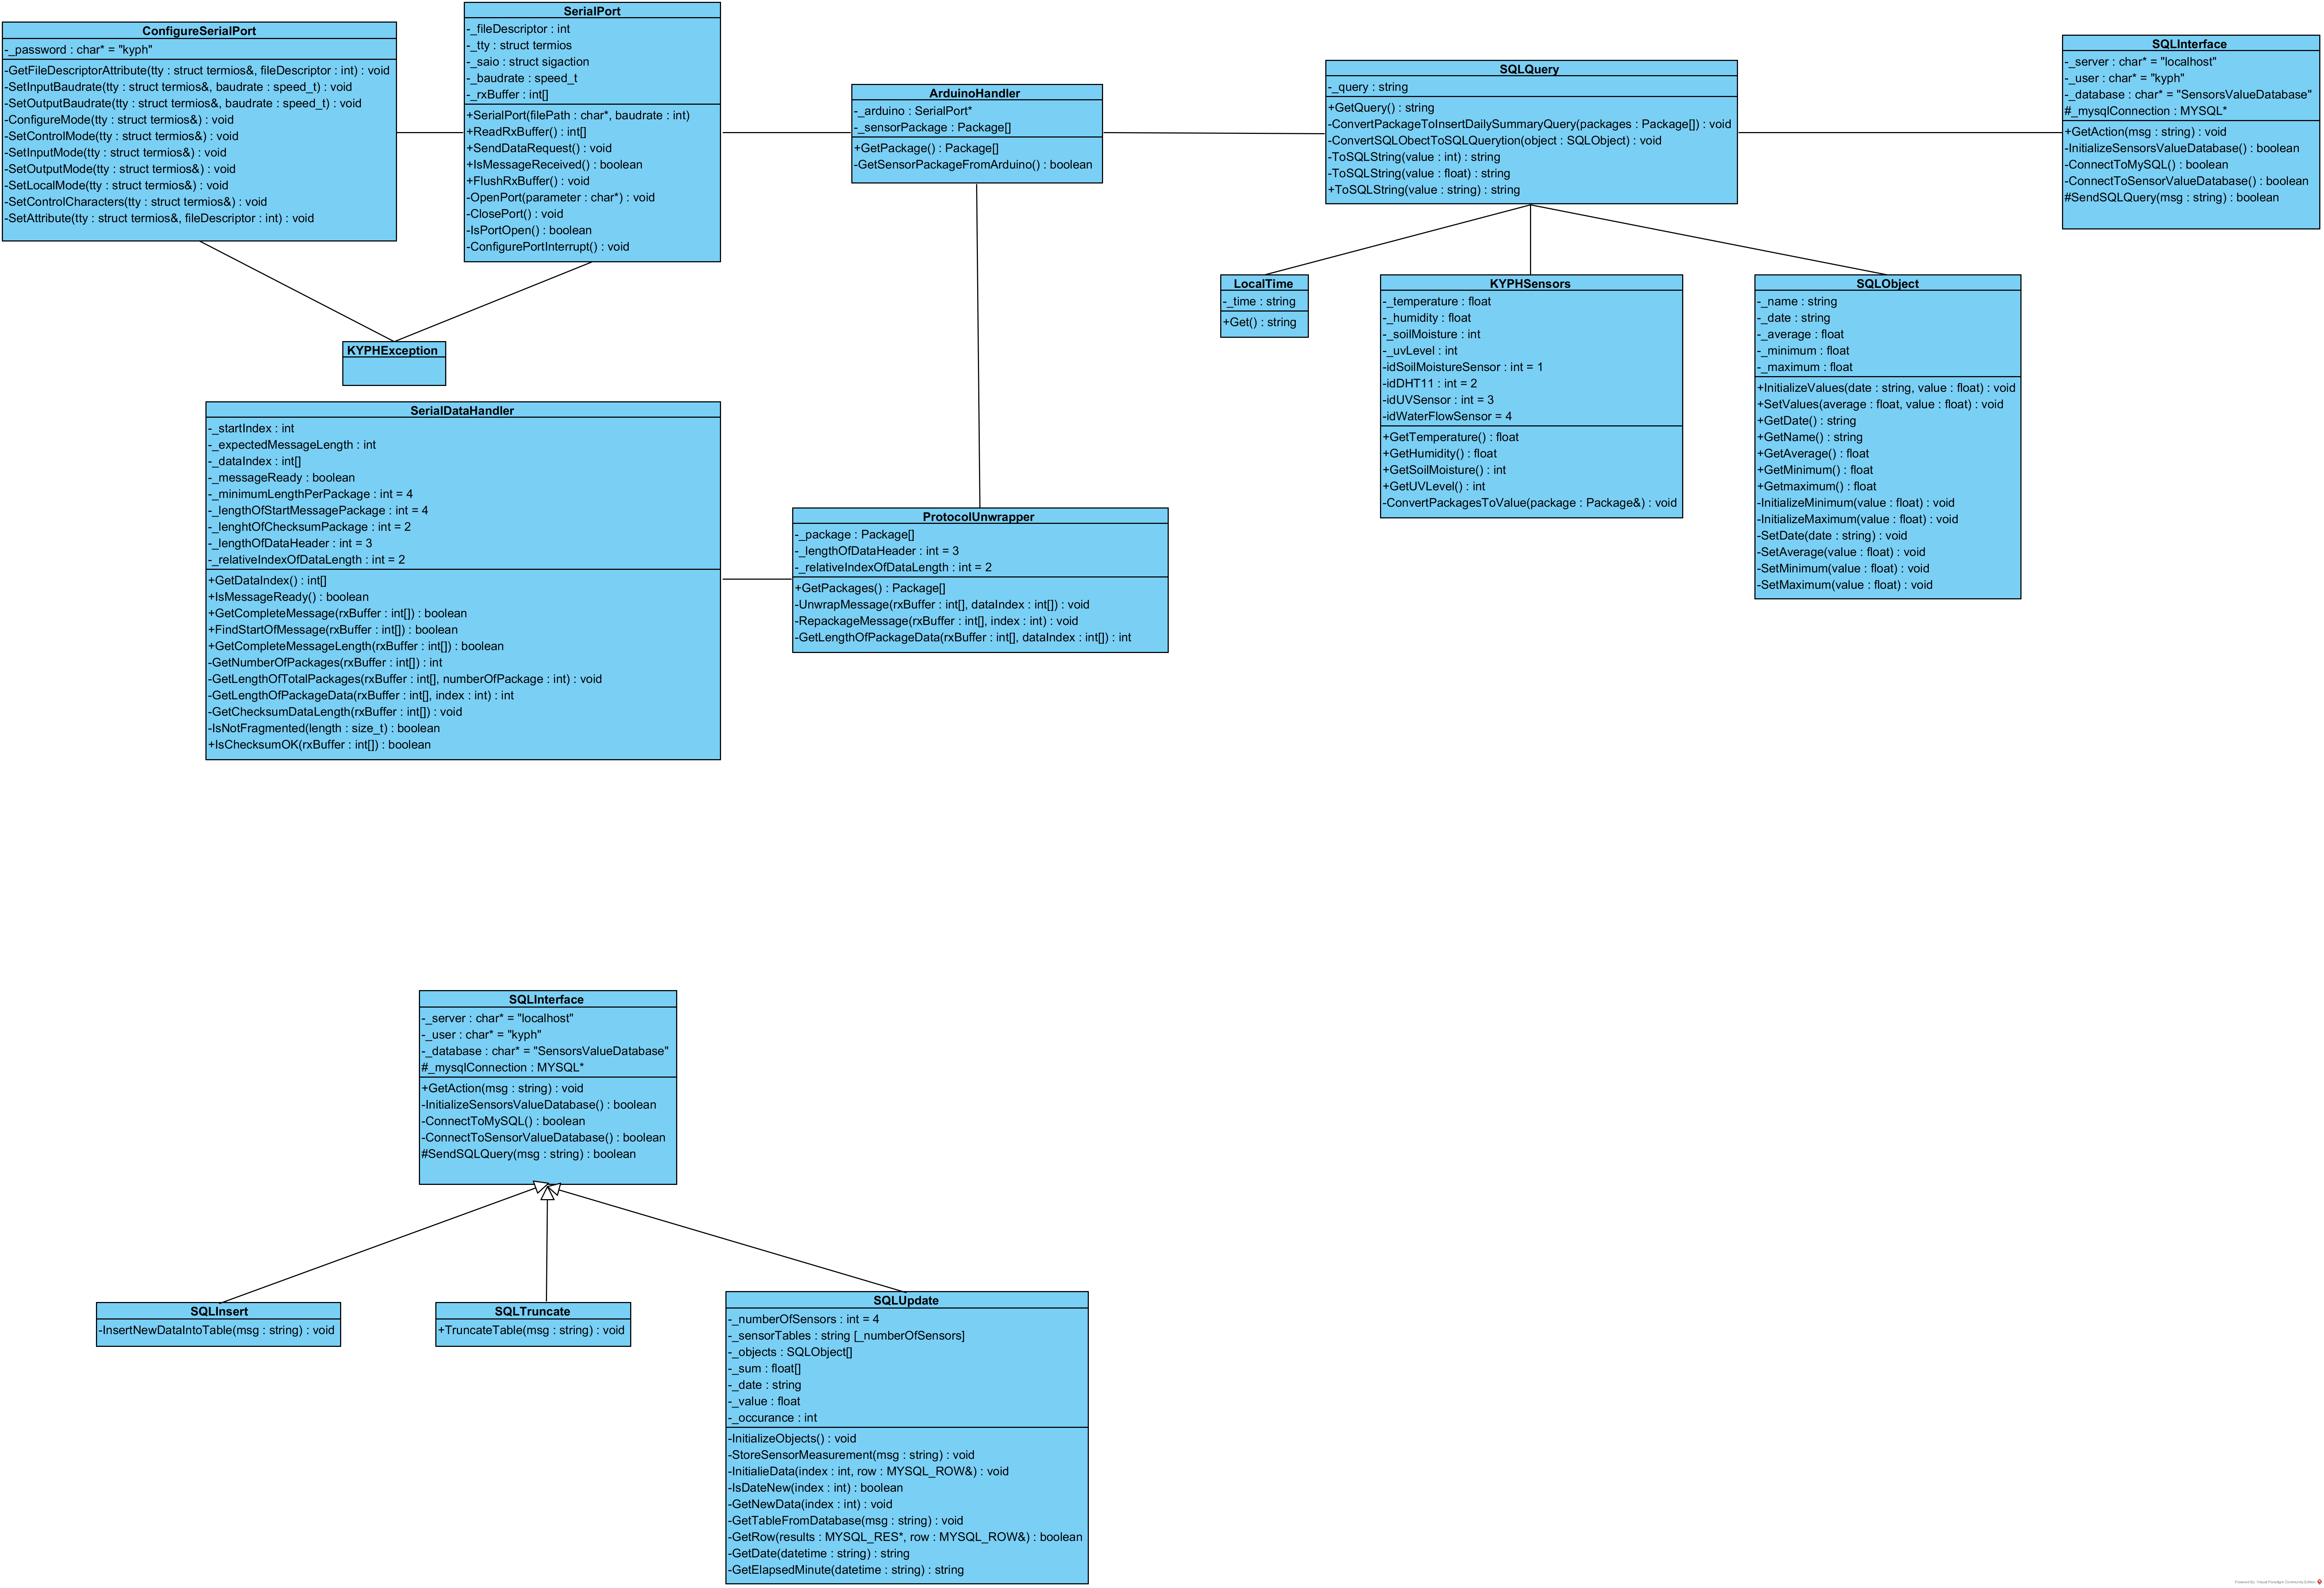 ConfigureSerialPort
-_password : char* = "kyph"
-GetFileDescriptorAttribute(tty : struct termios&, fileDescriptor : int) : void
-SetInputBaudrate(tty : struct termios&, baudrate : speed_t) : void
-SetOutputBaudrate(tty : struct termios&, baudrate : speed_t) : void
-ConfigureMode(tty : struct termios&) : void
-SetControlMode(tty : struct termios&) : void
-SetInputMode(tty : struct termios&) : void
-SetOutputMode(tty : struct termios&) : void
-SetLocalMode(tty : struct termios&) : void
-SetControlCharacters(tty : struct termios&) : void
-SetAttribute(tty : struct termios&, fileDescriptor : int) : void
SerialPort
-_fileDescriptor : int
-_tty : struct termios
-_saio : struct sigaction
-_baudrate : speed_t
-_rxBuffer : int[]
+SerialPort(filePath : char*, baudrate : int)
+ReadRxBuffer() : int[]
+SendDataRequest() : void
+IsMessageReceived() : boolean
+FlushRxBuffer() : void
-OpenPort(parameter : char*) : void
-ClosePort() : void
-IsPortOpen() : boolean
-ConfigurePortInterrupt() : void
ArduinoHandler
-_arduino : SerialPort*
-_sensorPackage : Package[]
+GetPackage() : Package[]
-GetSensorPackageFromArduino() : boolean
SQLQuery
-_query : string
+GetQuery() : string
-ConvertPackageToInsertDailySummaryQuery(packages : Package[]) : void
-ConvertSQLObectToSQLQuerytion(object : SQLObject) : void
-ToSQLString(value : int) : string
-ToSQLString(value : float) : string
+ToSQLString(value : string) : string
SQLInterface
-_server : char* = "localhost"
-_user : char* = "kyph"
-_database : char* = "SensorsValueDatabase"
#_mysqlConnection : MYSQL*
+GetAction(msg : string) : void
-InitializeSensorsValueDatabase() : boolean
-ConnectToMySQL() : boolean
-ConnectToSensorValueDatabase() : boolean
#SendSQLQuery(msg : string) : boolean
KYPHException
LocalTime
-_time : string
+Get() : string
KYPHSensors
-_temperature : float
-_humidity : float
-_soilMoisture : int
-_uvLevel : int
-idSoilMoistureSensor : int = 1
-idDHT11 : int = 2
-idUVSensor : int = 3
-idWaterFlowSensor = 4
+GetTemperature() : float
+GetHumidity() : float
+GetSoilMoisture() : int
+GetUVLevel() : int
-ConvertPackagesToValue(package : Package&) : void
SQLObject
-_name : string
-_date : string
-_average : float
-_minimum : float
-_maximum : float
+InitializeValues(date : string, value : float) : void
+SetValues(average : float, value : float) : void
+GetDate() : string
+GetName() : string
+GetAverage() : float
+GetMinimum() : float
+Getmaximum() : float
-InitializeMinimum(value : float) : void
-InitializeMaximum(value : float) : void
-SetDate(date : string) : void
-SetAverage(value : float) : void
-SetMinimum(value : float) : void
-SetMaximum(value : float) : void
SerialDataHandler
-_startIndex : int
-_expectedMessageLength : int
-_dataIndex : int[]
-_messageReady : boolean
-_minimumLengthPerPackage : int = 4
-_lengthOfStartMessagePackage : int = 4
-_lenghtOfChecksumPackage : int = 2
-_lengthOfDataHeader : int = 3
-_relativeIndexOfDataLength : int = 2
+GetDataIndex() : int[]
+IsMessageReady() : boolean
+GetCompleteMessage(rxBuffer : int[]) : boolean
+FindStartOfMessage(rxBuffer : int[]) : boolean
+GetCompleteMessageLength(rxBuffer : int[]) : boolean
-GetNumberOfPackages(rxBuffer : int[]) : int
-GetLengthOfTotalPackages(rxBuffer : int[], numberOfPackage : int) : void
-GetLengthOfPackageData(rxBuffer : int[], index : int) : int
-GetChecksumDataLength(rxBuffer : int[]) : void
-IsNotFragmented(length : size_t) : boolean
+IsChecksumOK(rxBuffer : int[]) : boolean
ProtocolUnwrapper
-_package : Package[]
-_lengthOfDataHeader : int = 3
-_relativeIndexOfDataLength : int = 2
+GetPackages() : Package[]
-UnwrapMessage(rxBuffer : int[], dataIndex : int[]) : void
-RepackageMessage(rxBuffer : int[], index : int) : void
-GetLengthOfPackageData(rxBuffer : int[], dataIndex : int[]) : int
SQLInterface
-_server : char* = "localhost"
-_user : char* = "kyph"
-_database : char* = "SensorsValueDatabase"
#_mysqlConnection : MYSQL*
+GetAction(msg : string) : void
-InitializeSensorsValueDatabase() : boolean
-ConnectToMySQL() : boolean
-ConnectToSensorValueDatabase() : boolean
#SendSQLQuery(msg : string) : boolean
SQLInsert
-InsertNewDataIntoTable(msg : string) : void
SQLTruncate
+TruncateTable(msg : string) : void
SQLUpdate
-_numberOfSensors : int = 4
-_sensorTables : string [_numberOfSensors]
-_objects : SQLObject[]
-_sum : float[]
-_date : string
-_value : float
-_occurance : int
-InitializeObjects() : void
-StoreSensorMeasurement(msg : string) : void
-InitialieData(index : int, row : MYSQL_ROW&) : void
-IsDateNew(index : int) : boolean
-GetNewData(index : int) : void
-GetTableFromDatabase(msg : string) : void
-GetRow(results : MYSQL_RES*, row : MYSQL_ROW&) : boolean
-GetDate(datetime : string) : string
-GetElapsedMinute(datetime : string) : string
Powered By Visual Paradigm Community Edition